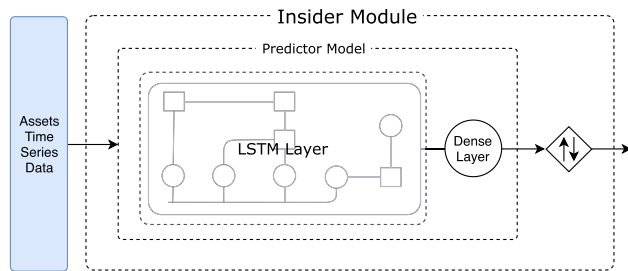 Insider Module
Predictor Model
Assets
Time
Series
Data
LSTM Layer
Dense
Layer